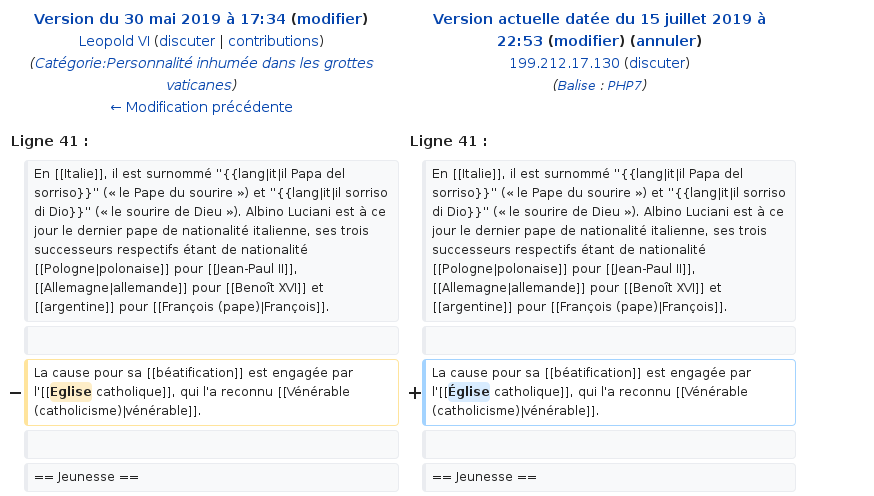 Version du 30 mai 2019 à 17:34 (modifier)
Leopold VI (discuter | contributions)
(Catégorie:Personnalité inhumée dans les grottes
vaticanes)
← Modification précédente
Version actuelle datée du 15 juillet 2019 à
22:53 (modifier) (annuler)
199.212.17.130 (discuter)
(Balise : PHP7)
Ligne 41 :
En [[Italie]], il est surnommé ''{{lang|it|il Papa del
sorriso}}'' (« le Pape du sourire ») et ''{{lang|it|il sorriso
di Dio}}'' (« le sourire de Dieu »). Albino Luciani est à ce
jour le dernier pape de nationalité italienne, ses trois
successeurs respectifs étant de nationalité
[[Pologne|polonaise]] pour [[Jean-Paul II]],
[[Allemagne|allemande]] pour [[Benoît XVI]] et
[[argentine]] pour [[François (pape)|François]].
− La cause pour sa [[béatification]] est engagée par
l'[[Eglise catholique]], qui l'a reconnu [[Vénérable
(catholicisme)|vénérable]].
== Jeunesse ==
Ligne 41 :
En [[Italie]], il est surnommé ''{{lang|it|il Papa del
sorriso}}'' (« le Pape du sourire ») et ''{{lang|it|il sorriso
di Dio}}'' (« le sourire de Dieu »). Albino Luciani est à ce
jour le dernier pape de nationalité italienne, ses trois
successeurs respectifs étant de nationalité
[[Pologne|polonaise]] pour [[Jean-Paul II]],
[[Allemagne|allemande]] pour [[Benoît XVI]] et
[[argentine]] pour [[François (pape)|François]].
+ La cause pour sa [[béatification]] est engagée par
l'[[Église catholique]], qui l'a reconnu [[Vénérable
(catholicisme)|vénérable]].
== Jeunesse ==